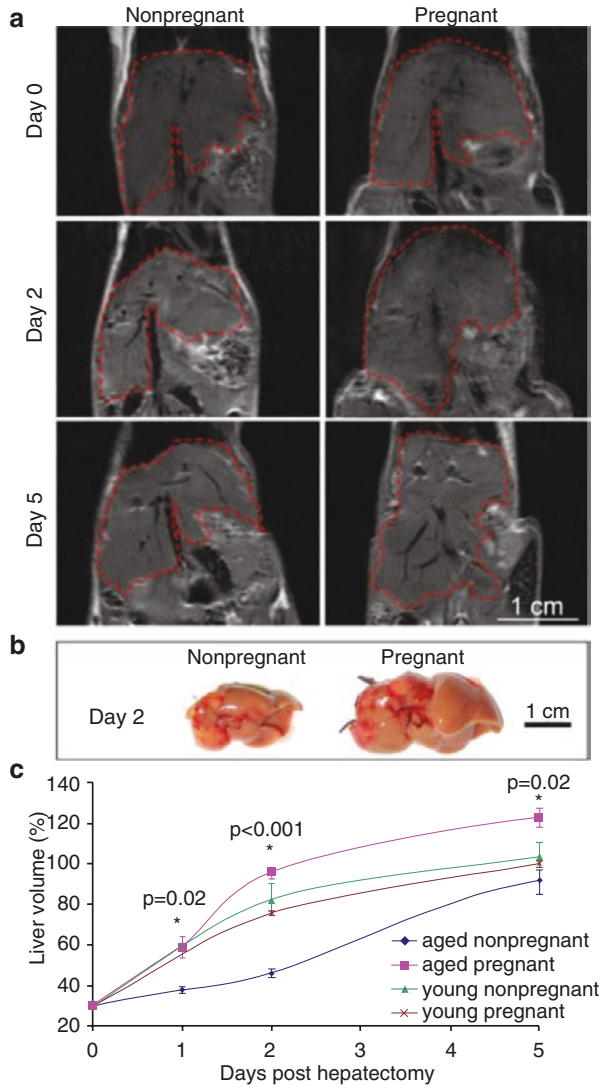 a
Nonpregnant Pregnant
Day 0
Day 2
Day 5
1 cm
b
Nonpregnant Pregnant
Day 2
1 cm
c
140
120
100
80
60
40
20
Liver volume (%)
p=0.02
*
p<0.001
*
p=0.02
*
aged nonpregnant
aged pregnant
young nonpregnant
young pregnant
0 1 2 3 4 5
Days post hepatectomy